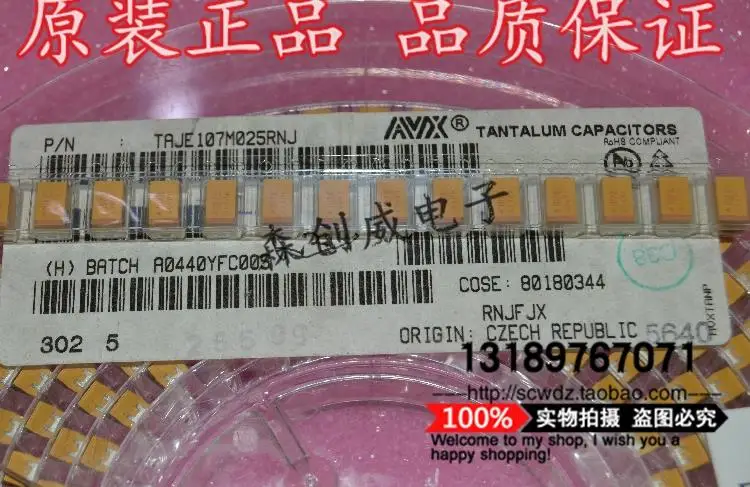 原装正品 品质保证
P/N : TAJE107M025RNJ
AVX® TANTALUM CAPACITORS
RoHS COMPLIANT
森创威电子
(H) BATCH A0440YFC003
COSE: 80180344
RNJFJX
302 5
ORIGIN: CZECH REPUBLIC
5640
13189767071
---http://scwdz.taobao.com---
100% 实物拍摄 盗图必究
Welcome to my shop, I wish you a
happy shopping!